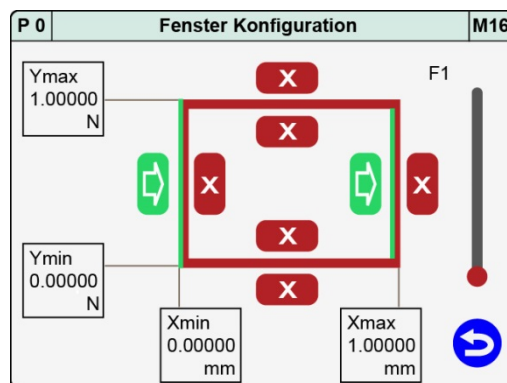 P 0
Fenster Konfiguration
M16
Ymax
1.00000
N
F1
X
X
X
X
X
X
Ymin
0.00000
N
Xmin
0.00000
mm
Xmax
1.00000
mm